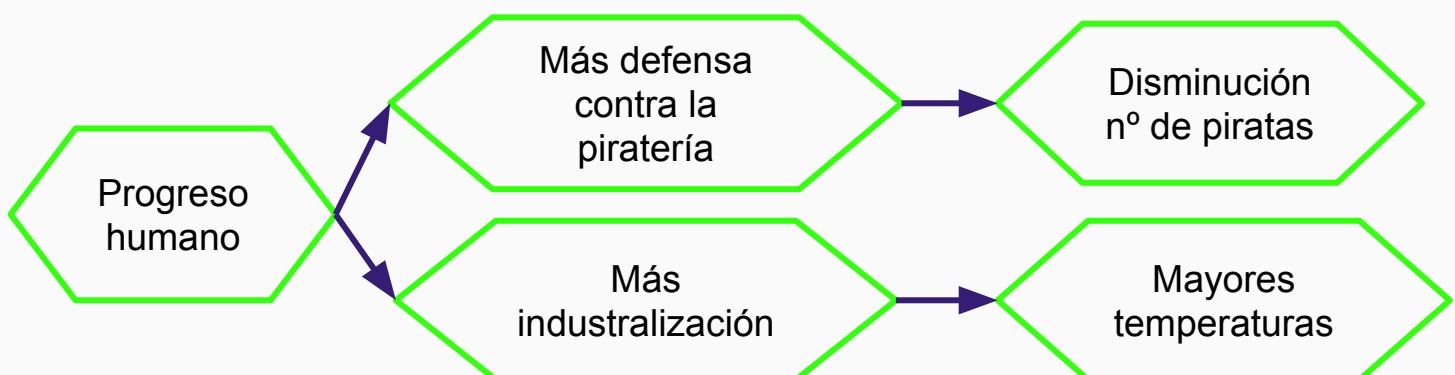 Progreso
humano
Más defensa
contra la
piratería
Disminución
nº de piratas
Más
industralización
Mayores
temperaturas